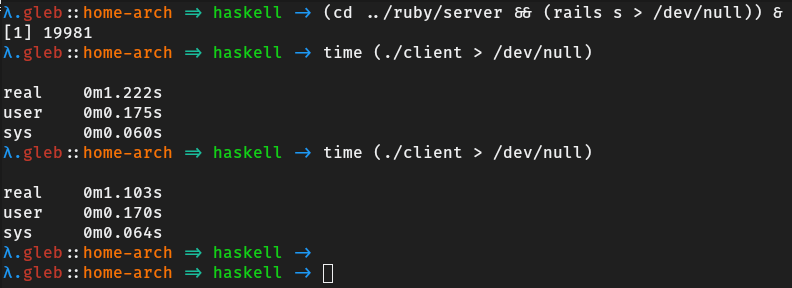 λ.gleb::home-arch => haskell -> (cd ../ruby/server && (rails s > /dev/null)) &
[1] 19981
λ.gleb::home-arch => haskell -> time (./client > /dev/null)
real    0m1.222s
user    0m0.175s
sys     0m0.060s
λ.gleb::home-arch => haskell -> time (./client > /dev/null)
real    0m1.103s
user    0m0.170s
sys     0m0.064s
λ.gleb::home-arch => haskell ->
λ.gleb::home-arch => haskell ->